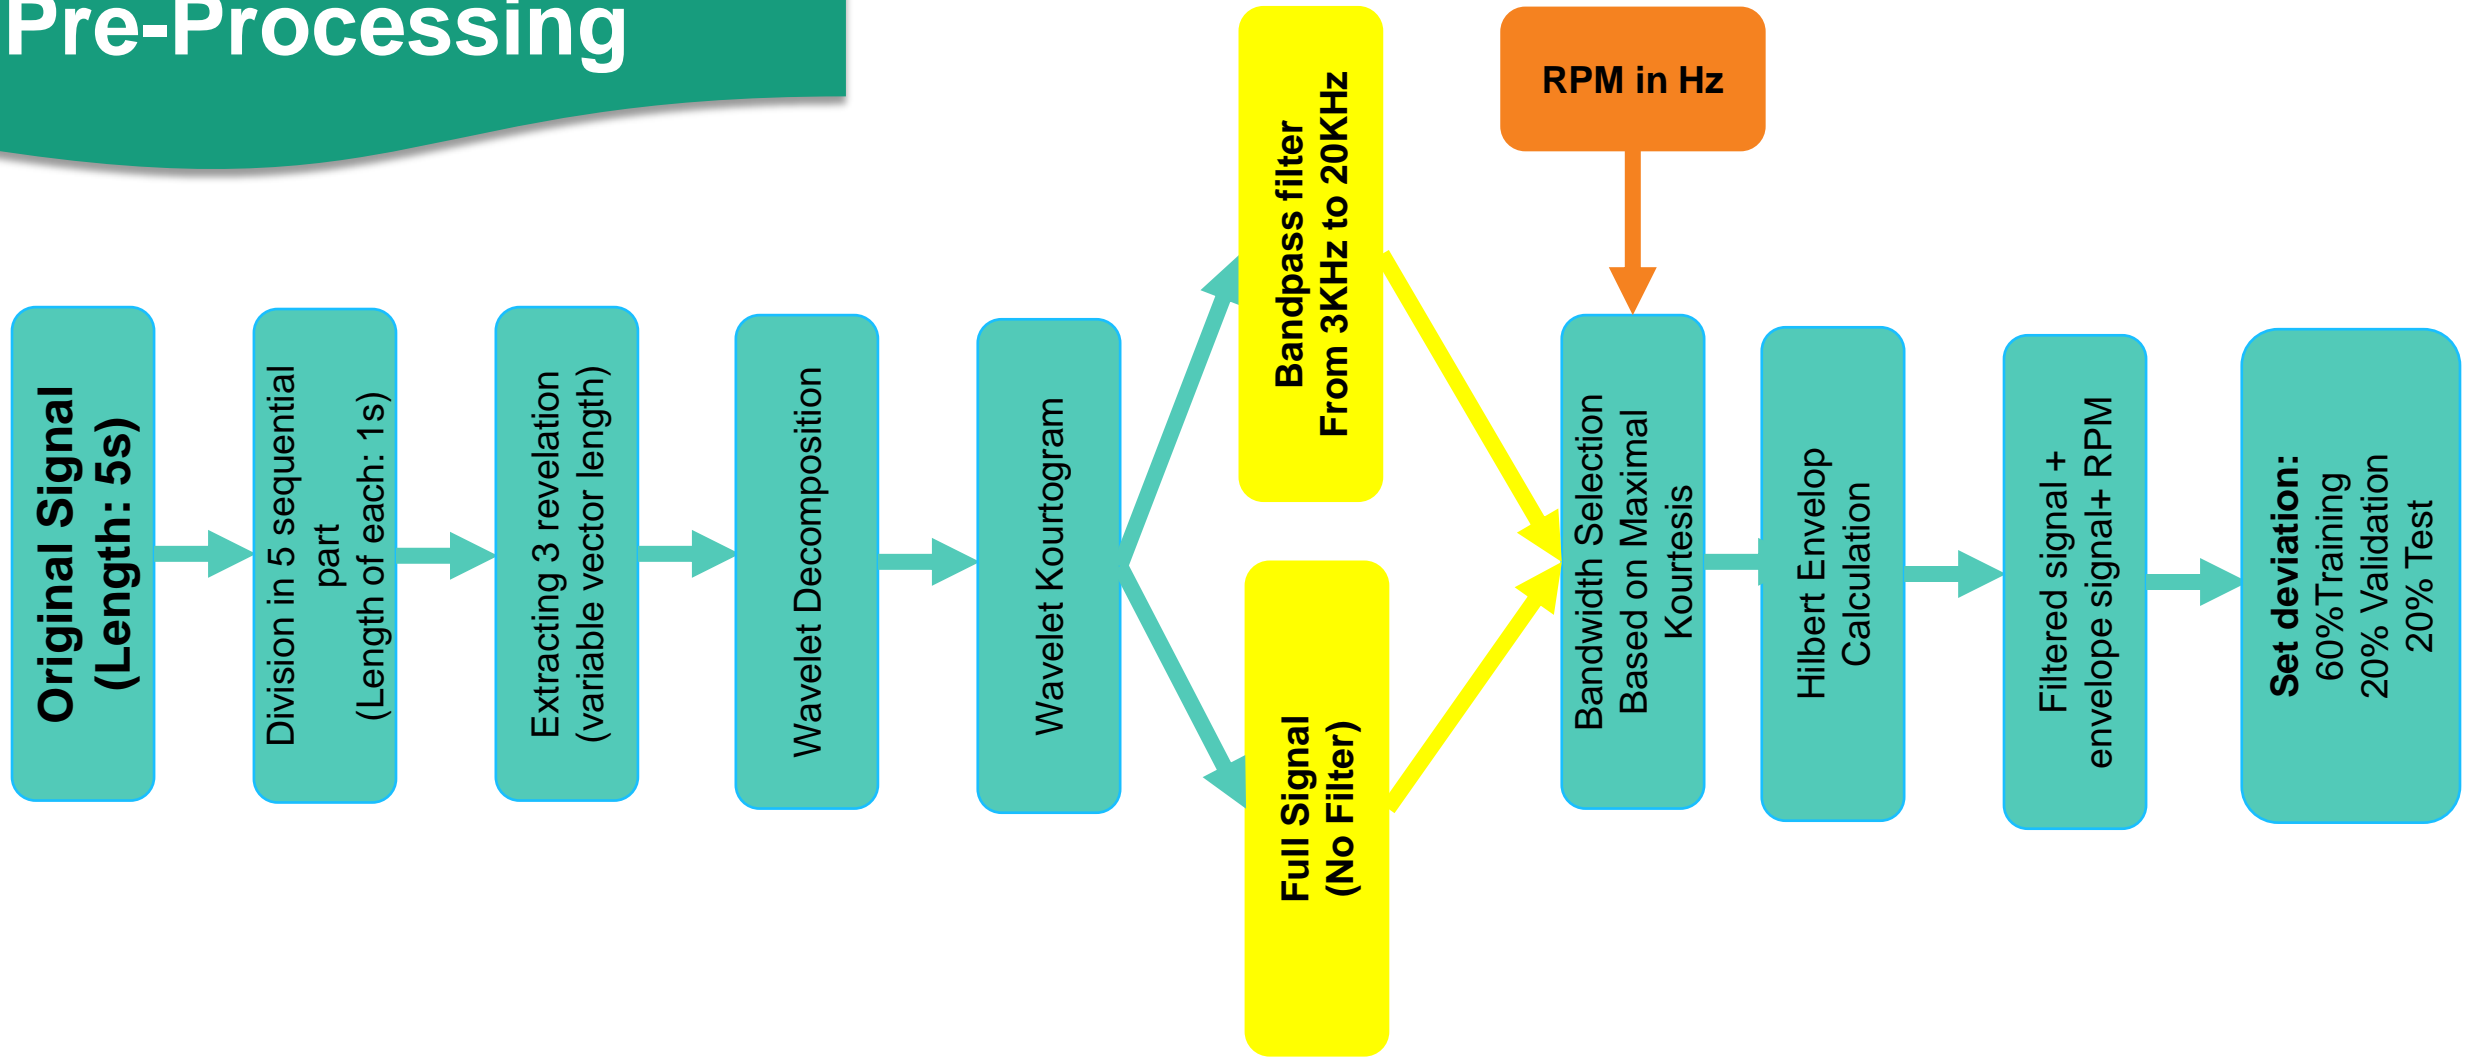 Pre-Processing
Original Signal
(Length: 5s)
Division in 5 sequential
part
(Length of each: 1s)
Extracting 3 revelation
(variable vector length)
Wavelet Decomposition
Wavelet Kourtogram
Bandpass filter
From 3KHz to 20KHz
Full Signal
(No Filter)
RPM in Hz
Bandwidth Selection
Based on Maximal
Kourtesis
Hilbert Envelop
Calculation
Filtered signal +
envelope signal+ RPM
Set deviation:
60%Training
20% Validation
20% Test